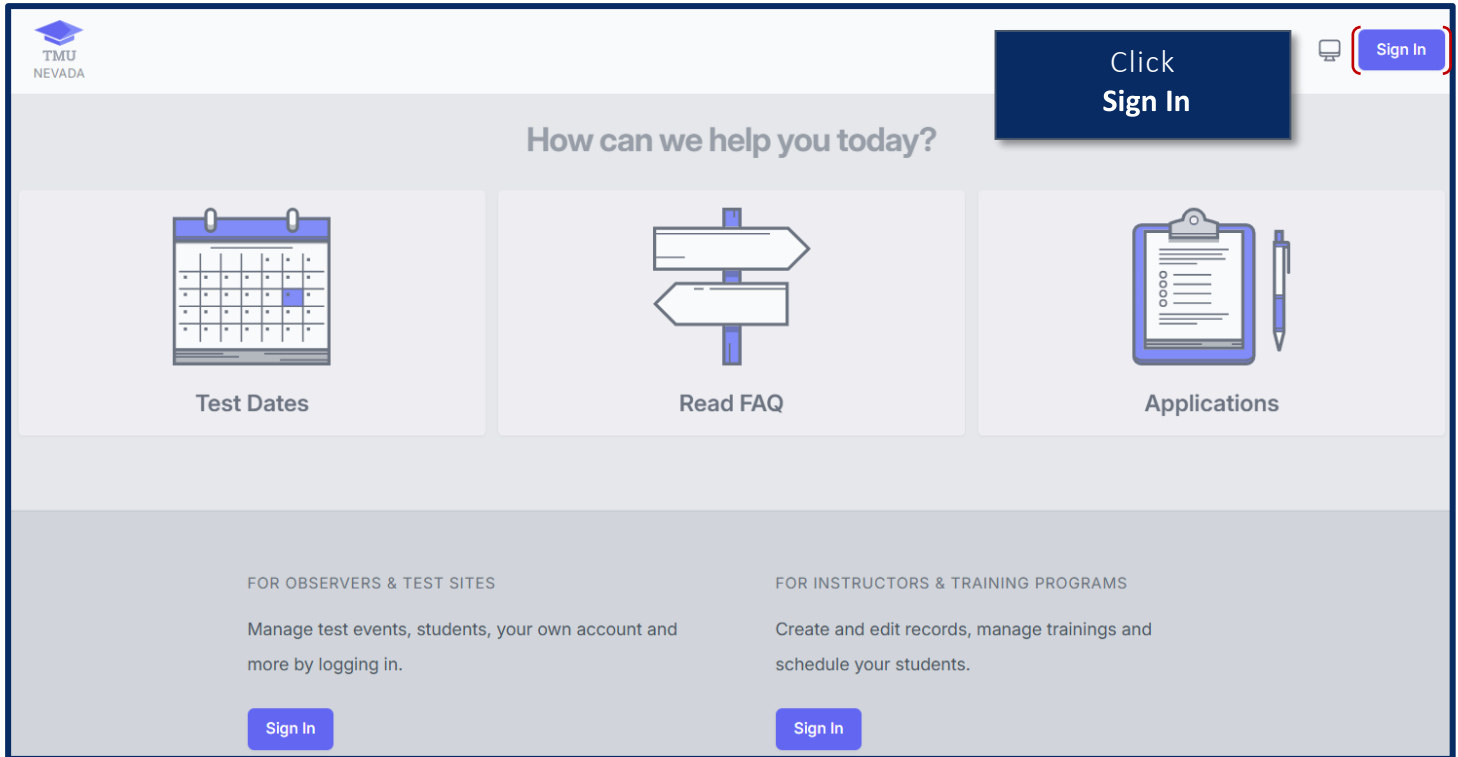 TMU
NEVADA
Click
Sign In
Sign In
How can we help you today?
Test Dates
Read FAQ
Applications
FOR OBSERVERS & TEST SITES
Manage test events, students, your own account and
more by logging in.
Sign In
FOR INSTRUCTORS & TRAINING PROGRAMS
Create and edit records, manage trainings and
schedule your students.
Sign In